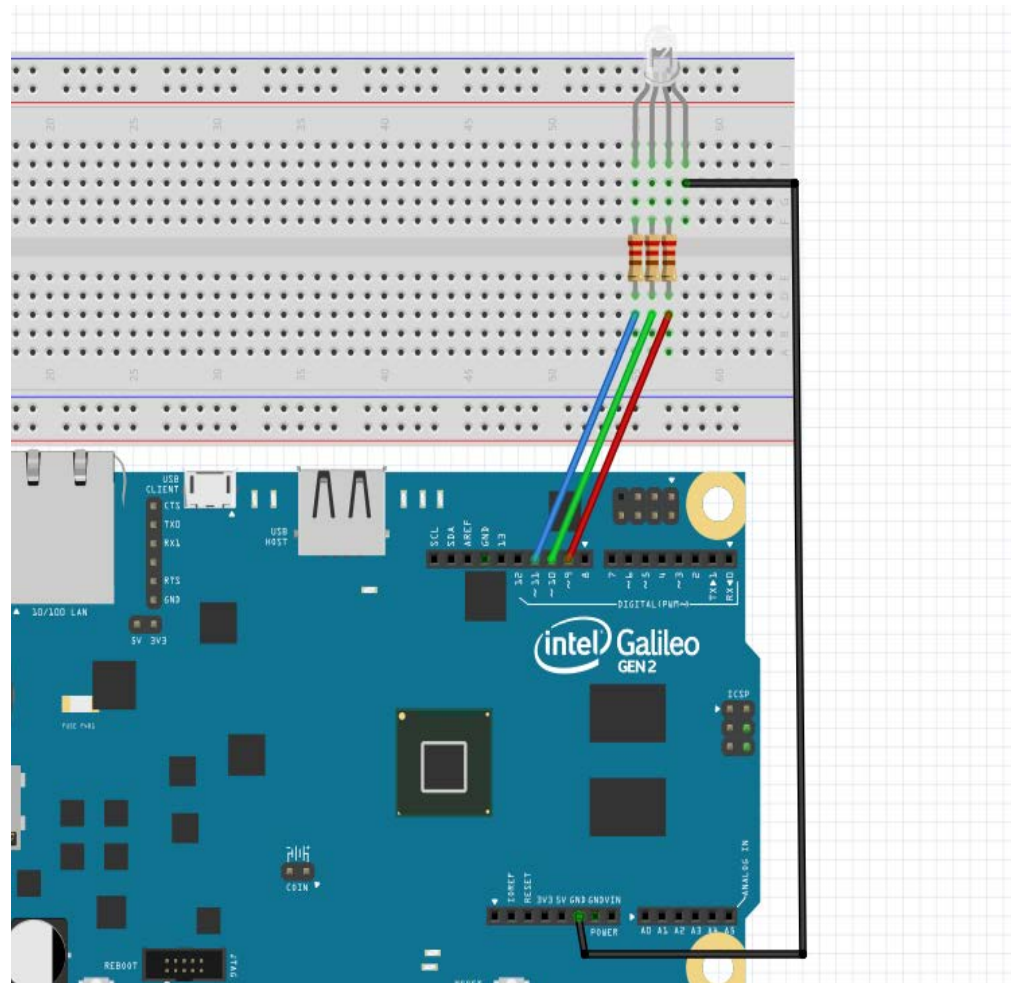 20 25 30 35 40 45 50 60
20 25 30 35 40 45 50 60
USB
CLIENT
CTS
TXO
RX1
RTS
GND
5V 3V3
10/100 LAN
USB
HOST
SCL SDA AREF GND 13 12 ~11 ~10 ~9 8
7 ~6 ~5 4 ~3 2 TX▶1 RX◀0
DIGITAL(PWM~)
intel Galileo
GEN 2
ICSP
COIN
IOREF RESET 3V3 5V GND GND VIN
POWER
ANALOG IN
A0 A1 A2 A3 A4 A5
REBOOT
JTAG